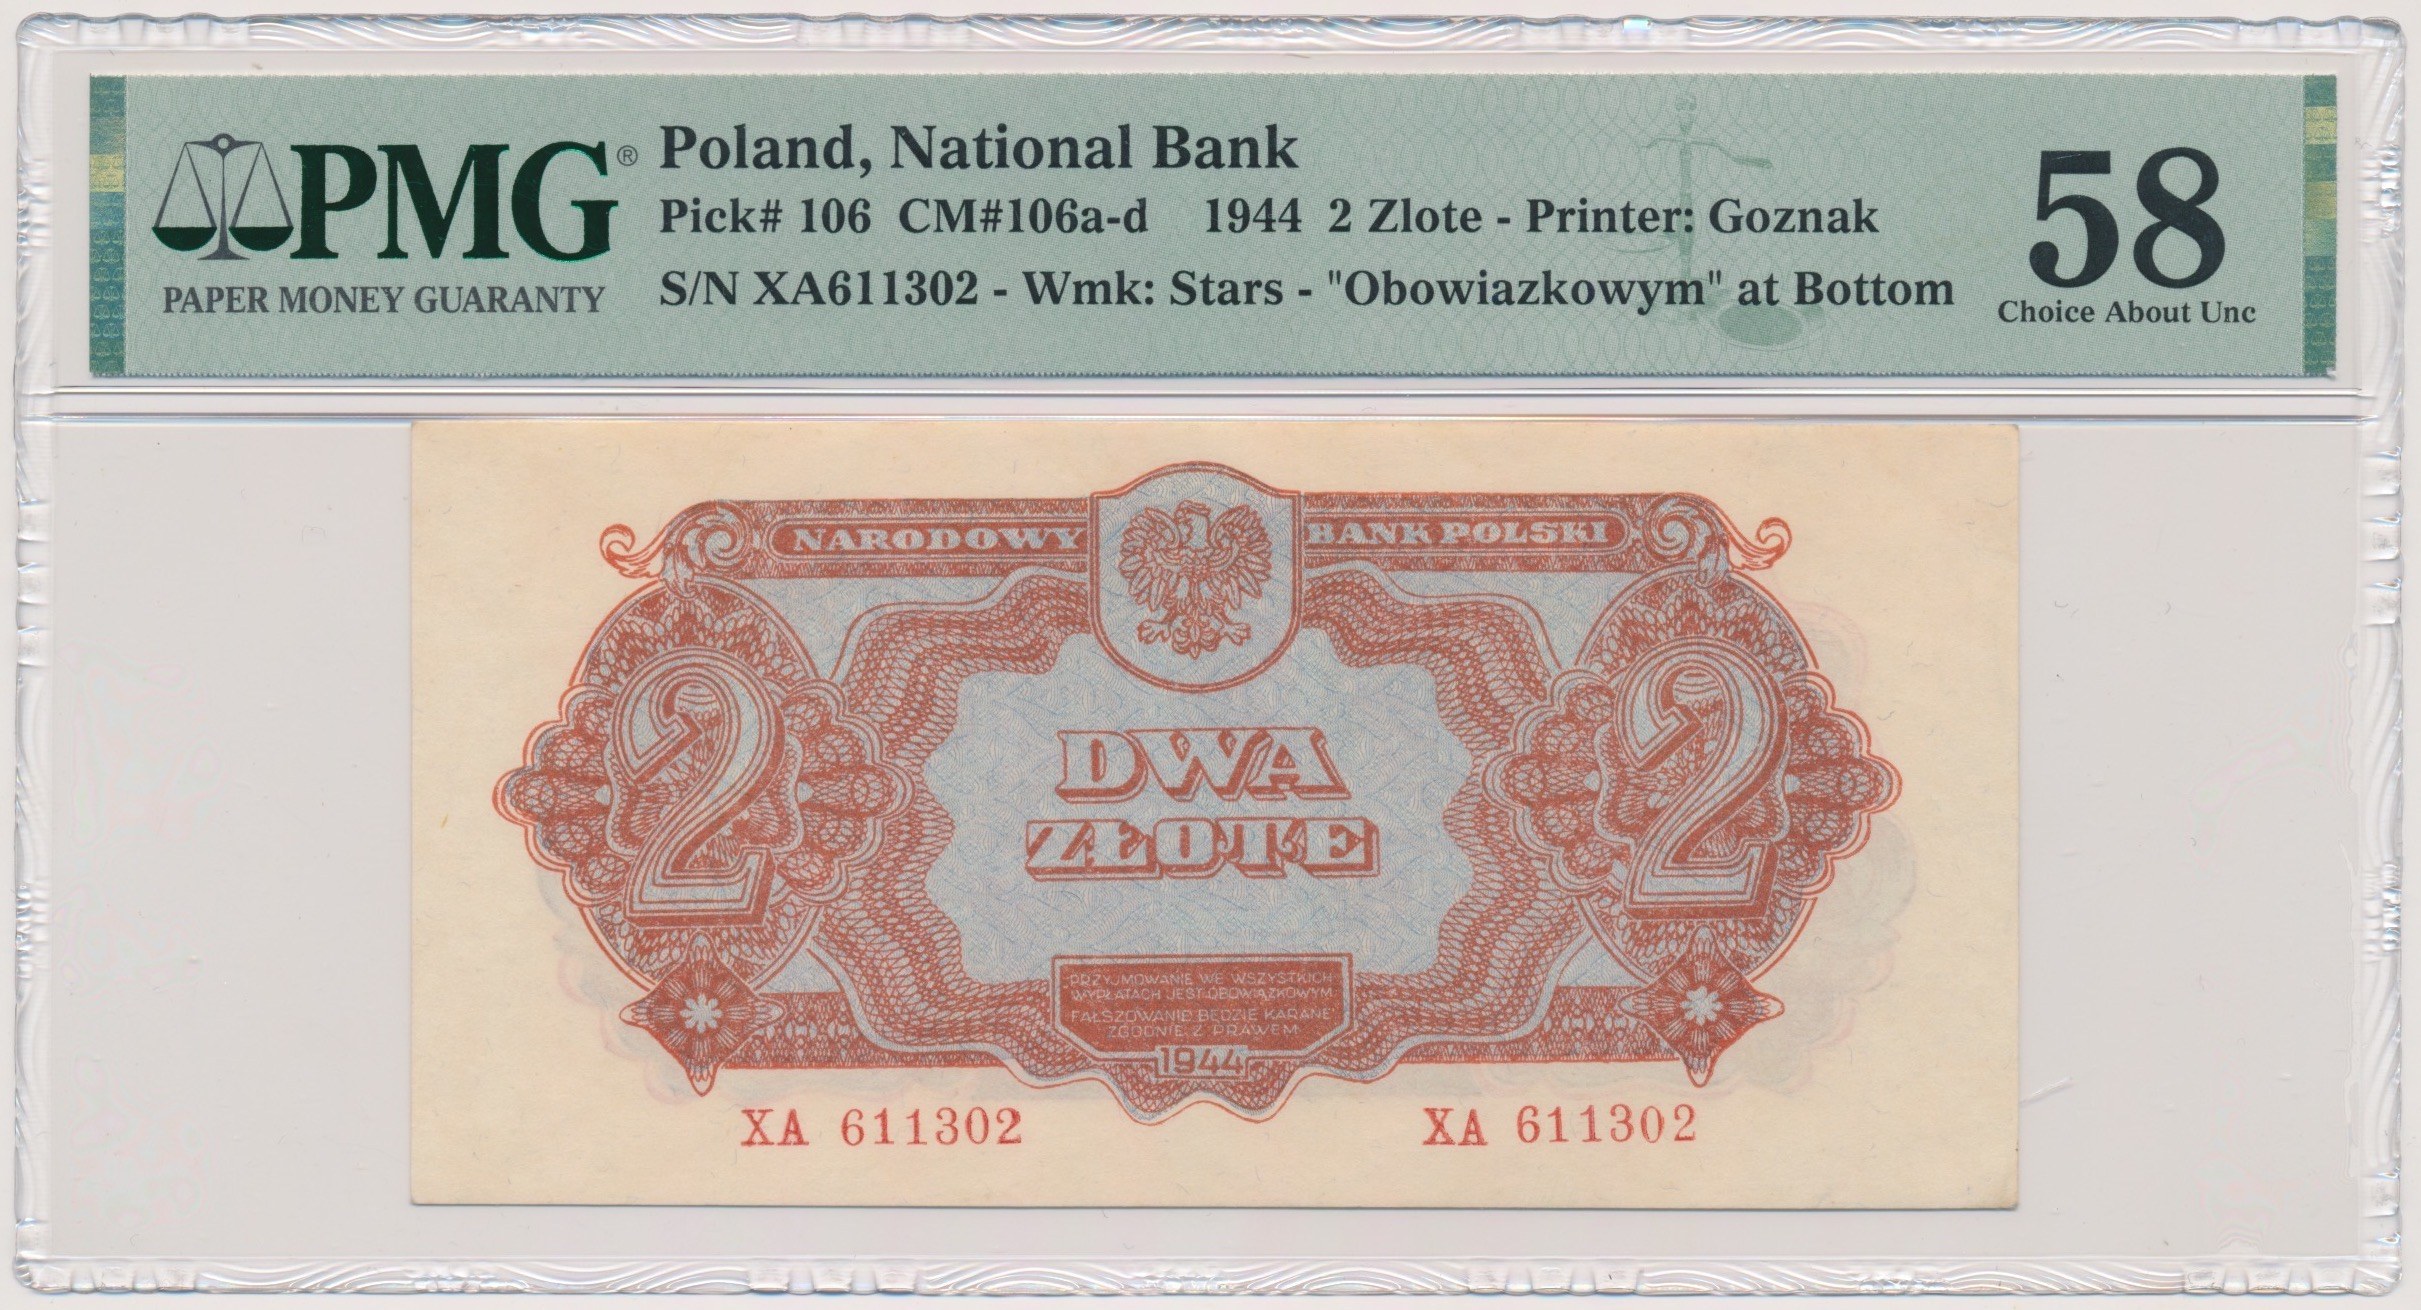 PMG®
PAPER MONEY GUARANTY
Poland, National Bank
Pick# 106 CM#106a-d 1944 2 Zlote - Printer: Goznak
S/N XA611302 - Wmk: Stars - "Obowiazkowym" at Bottom
58
Choice About Unc
NARODOWY BANK POLSKI
2 2
DWA
ZŁOTE
PRZYJMOWANIE WE WSZYSTKICH
WYPŁATACH JEST OBOWIĄZKOWYM
FAŁSZOWANIE BĘDZIE KARANE
ZGODNIE Z PRAWEM
1944
XA 611302 XA 611302